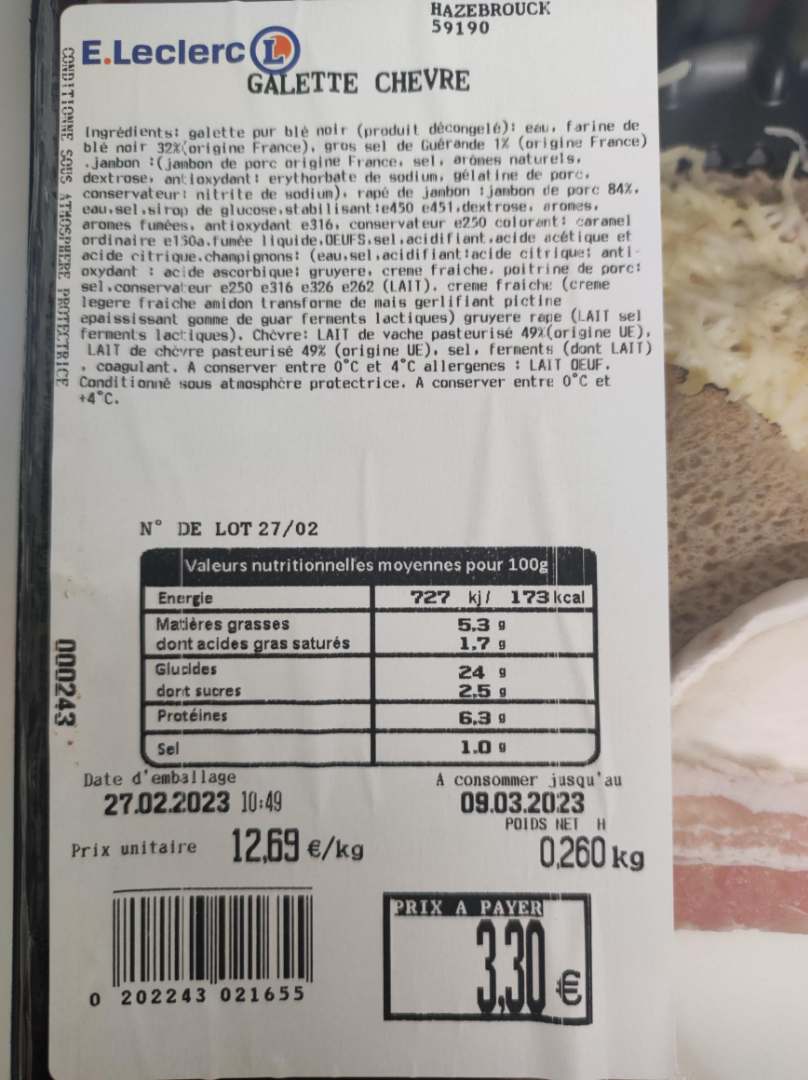 HAZEBROUCK
59190
E.Leclerc L
GALETTE CHEVRE
CONDITIONNE SOUS ATMOSPHERE PROTECTRICE
Ingrédients: galette pur blé noir (produit décongelé): eau, farine de
blé noir 32%(origine France), gros sel de Guérande 1% (origine France)
.jambon :(jambon de porc origine France, sel, arômes naturels,
dextrose, antioxydant: erythorbate de sodium, gélatine de porc,
conservateur: nitrite de sodium), rapé de jambon :jambon de porc 84%,
eau,sel,sirop de glucose,stabilisant:e450 e451,dextrose, aromes,
aromes fumées, antioxydant e316, conservateur e250 colorant: caramel
ordinaire e150a,fumée liquide,OEUFS,sel,acidifiant,acide acétique et
acide citrique.champignons: (eau,sel,acidifiant:acide citrique: anti-
oxydant : acide ascorbique: gruyere, creme fraiche. poitrine de porc:
sel,conservateur e250 e316 e326 e262 (LAIT). creme fraiche (creme
legere fraiche amidon transforme de mais gerlifiant pictine
epaississant gomme de guar ferments lactiques) gruyere rape (LAIT sel
ferments lactiques). Chèvre: LAIT de vache pasteurisé 49%(origine UE),
LAIT de chèvre pasteurisé 49% (origine UE), sel, ferments (dont LAIT)
, coagulant. A conserver entre 0°C et 4°C allergenes : LAIT OEUF.
Conditionné sous atmosphère protectrice. A conserver entre 0°C et
+4°C.
N° DE LOT 27/02
Valeurs nutritionnelles moyennes pour 100g
Energie 727 kj/ 173 kcal
Matières grasses 5,3 g
dont acides gras saturés 1,7 g
Glucides 24 g
dont sucres 2,5 g
Protéines 6,3 g
Sel 1.0 g
000243
Date d'emballage
27.02.2023 10:49
A consommer jusqu'au
09.03.2023
POIDS NET H
Prix unitaire 12,69 €/kg
0,260 kg
PRIX A PAYER
3,30 €
0 202243 021655